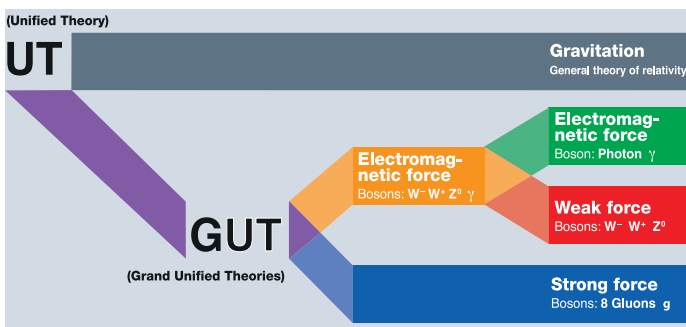 (Unified Theory)
UT
Gravitation
General theory of relativity
Electromag-
netic force
Boson: Photon γ
Electromag-
netic force
Bosons: W⁻ W⁺ Z⁰ γ
Weak force
Bosons: W⁻ W⁺ Z⁰
GUT
(Grand Unified Theories)
Strong force
Bosons: 8 Gluons g